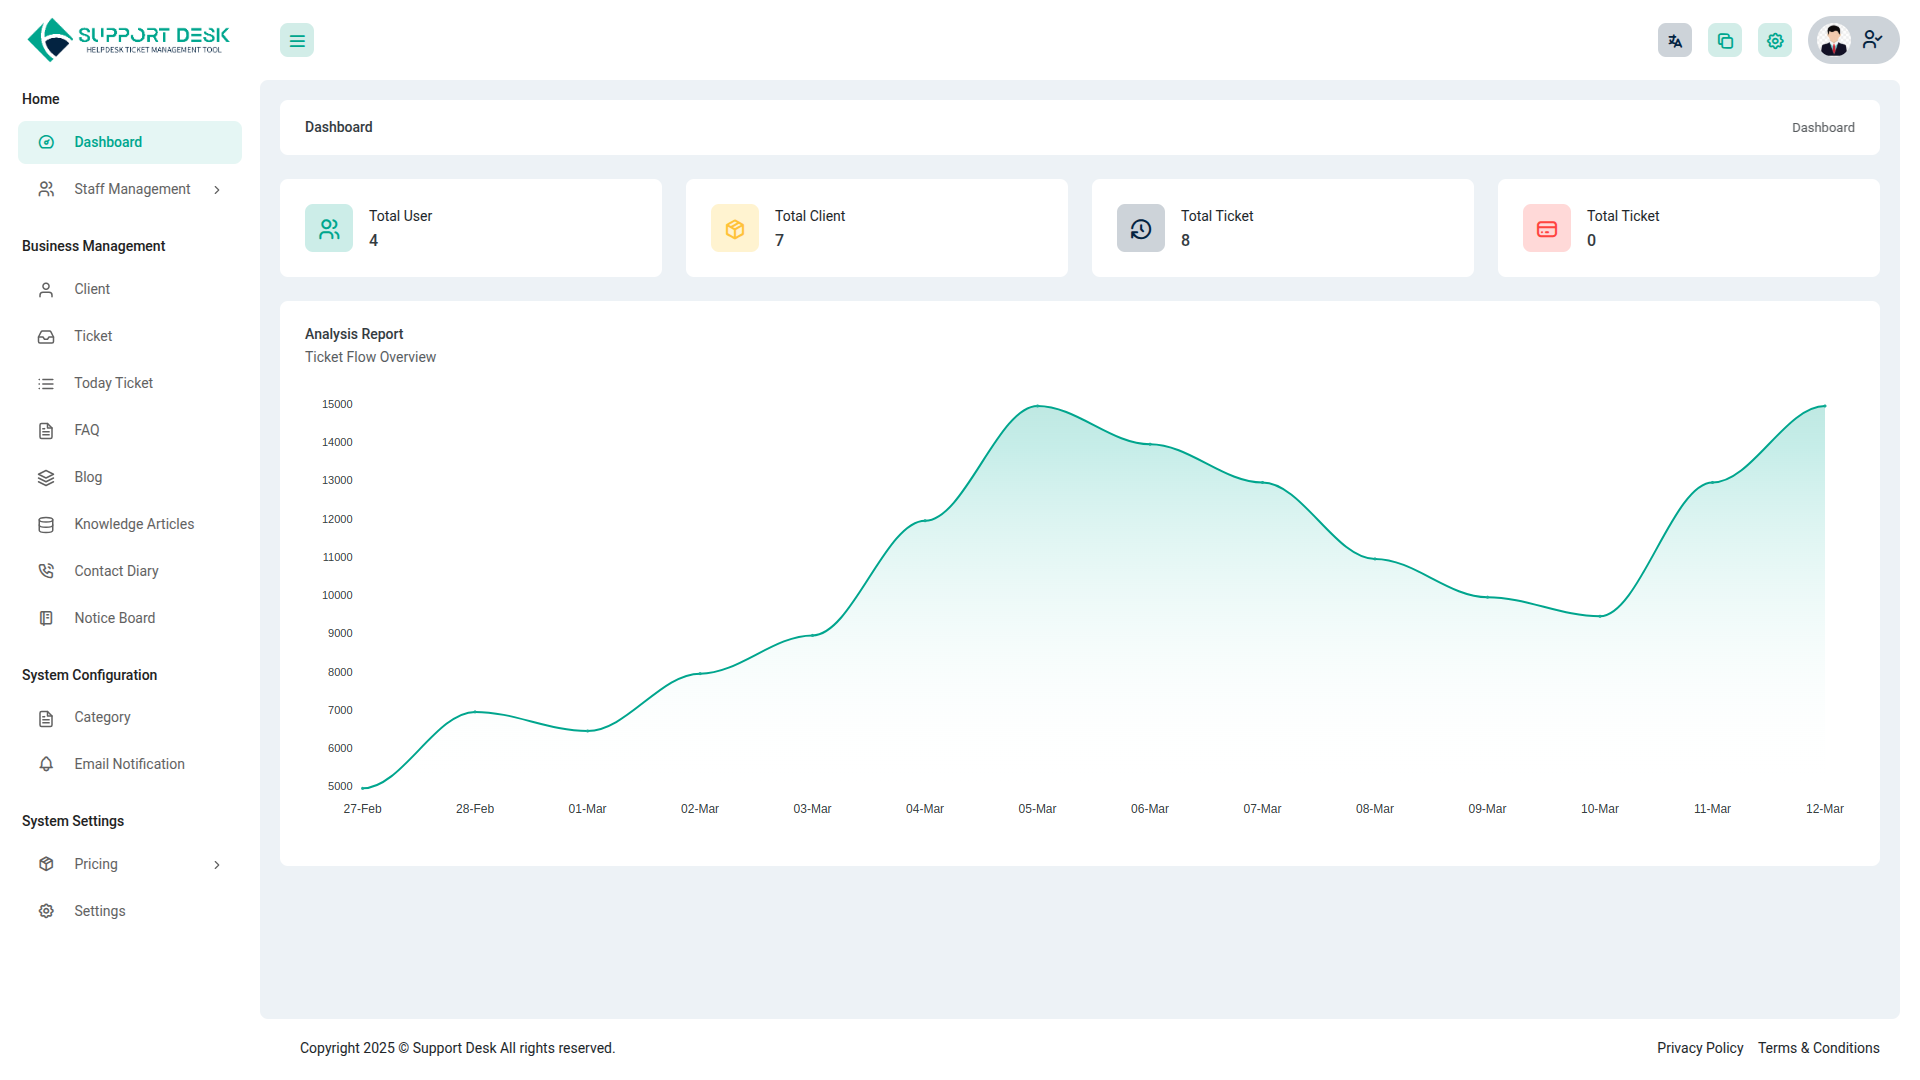 SUPPORT DESK
HELPDESK TICKET MANAGEMENT TOOL
Home
Dashboard
Staff Management
Business Management
Client
Ticket
Today Ticket
FAQ
Blog
Knowledge Articles
Contact Diary
Notice Board
System Configuration
Category
Email Notification
System Settings
Pricing
Settings
Dashboard
Dashboard
Total User
4
Total Client
7
Total Ticket
8
Total Ticket
0
Analysis Report
Ticket Flow Overview
15000
14000
13000
12000
11000
10000
9000
8000
7000
6000
5000
27-Feb 28-Feb 01-Mar 02-Mar 03-Mar 04-Mar 05-Mar 06-Mar 07-Mar 08-Mar 09-Mar 10-Mar 11-Mar 12-Mar
Copyright 2025 © Support Desk All rights reserved.
Privacy Policy Terms & Conditions